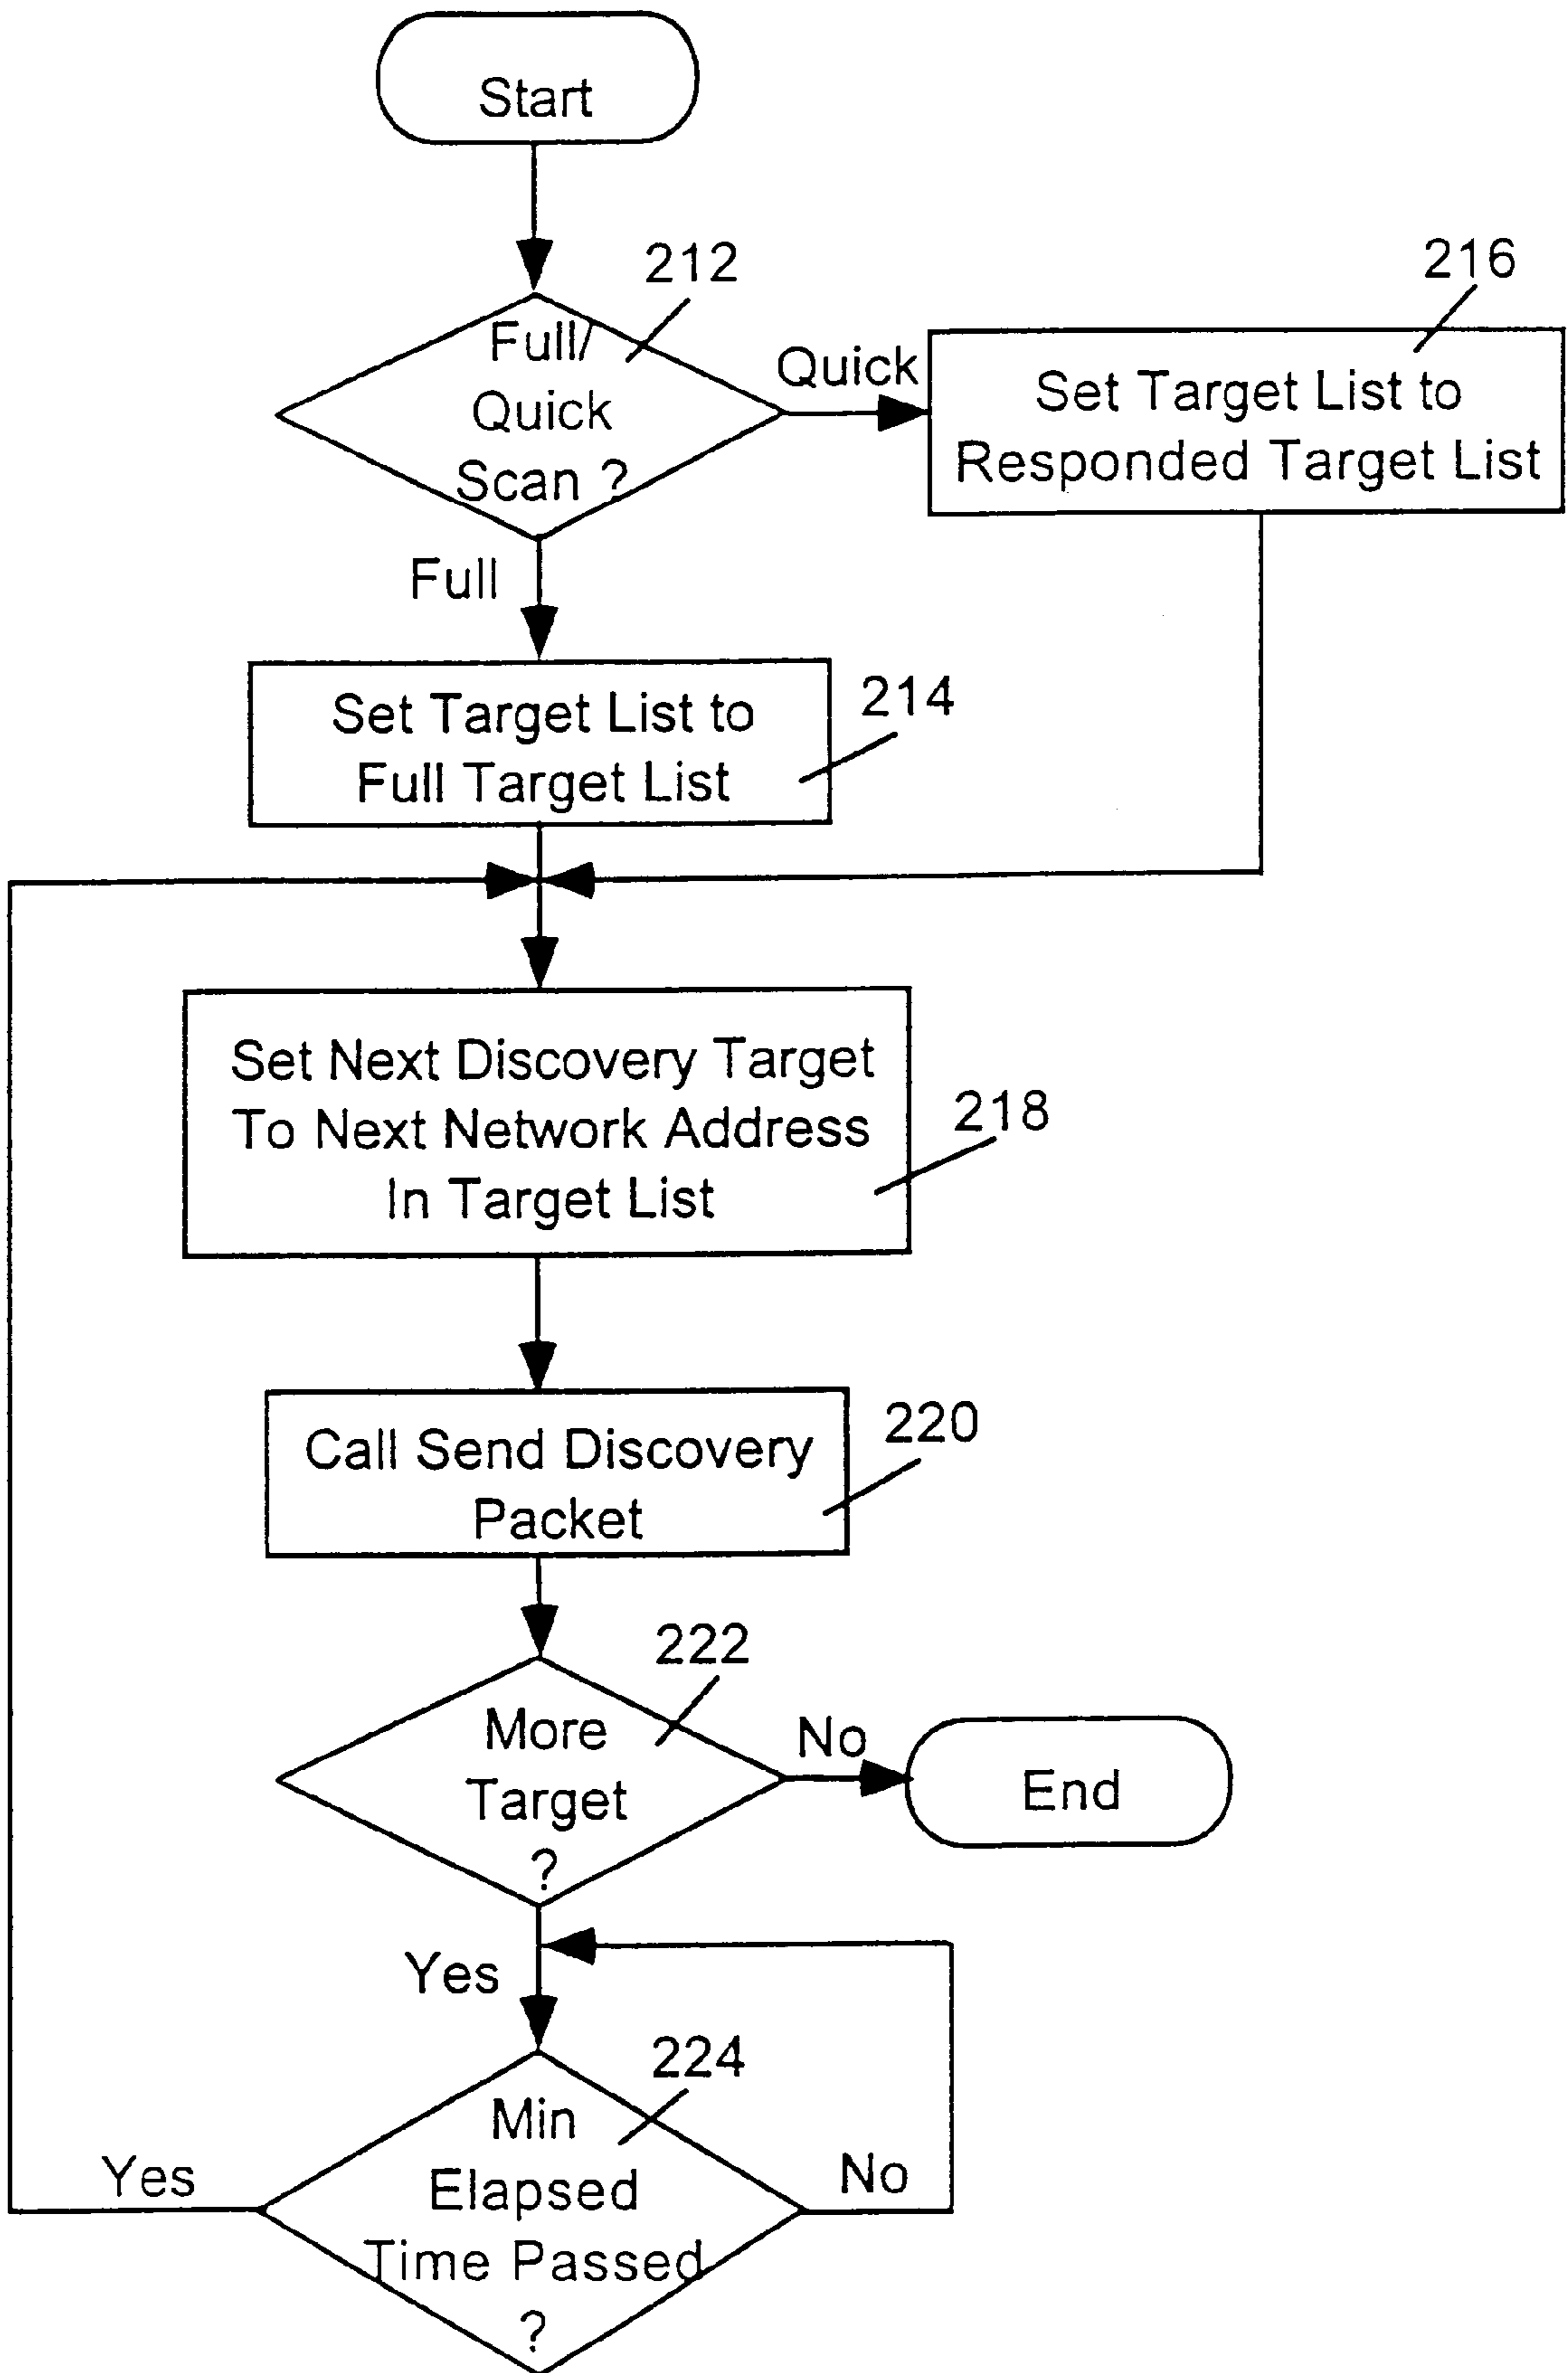 Start
212
Full/
Quick
Scan ?
Quick
216
Set Target List to
Responded Target List
Full
Set Target List to
Full Target List
214
Set Next Discovery Target
To Next Network Address
In Target List
218
Call Send Discovery
Packet
220
222
More
Target
?
No
End
Yes
224
Min
Elapsed
Time Passed
?
Yes
No